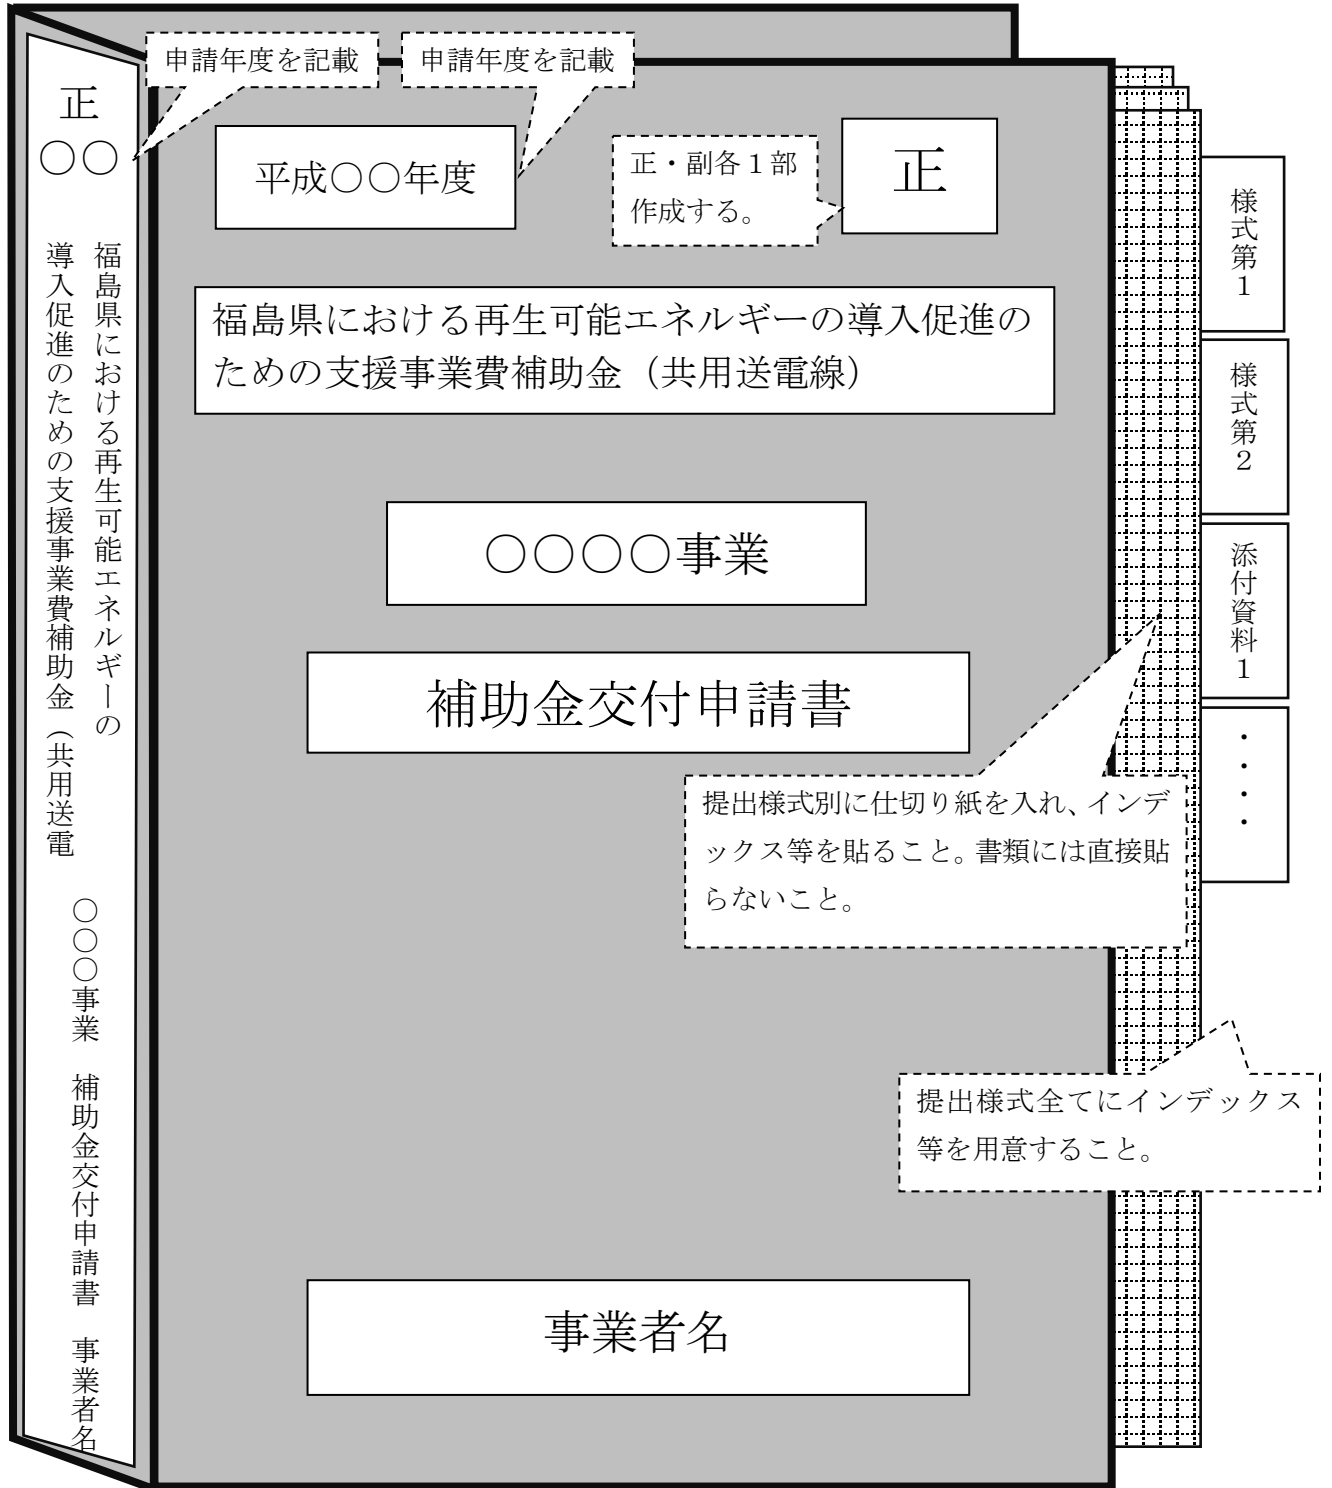 申請年度を記載
申請年度を記載
正
○○
福島県における再生可能エネルギーの
導入促進のための支援事業費補助金（共用送電
○○○事業　補助金交付申請書　事業者名
平成○○年度
正・副各１部
作成する。
正
福島県における再生可能エネルギーの導入促進の
ための支援事業費補助金（共用送電線）
○○○○事業
補助金交付申請書
提出様式別に仕切り紙を入れ、インデ
ックス等を貼ること。書類には直接貼
らないこと。
提出様式全てにインデックス
等を用意すること。
事業者名
様式第１
様式第２
添付資料１
・・・・